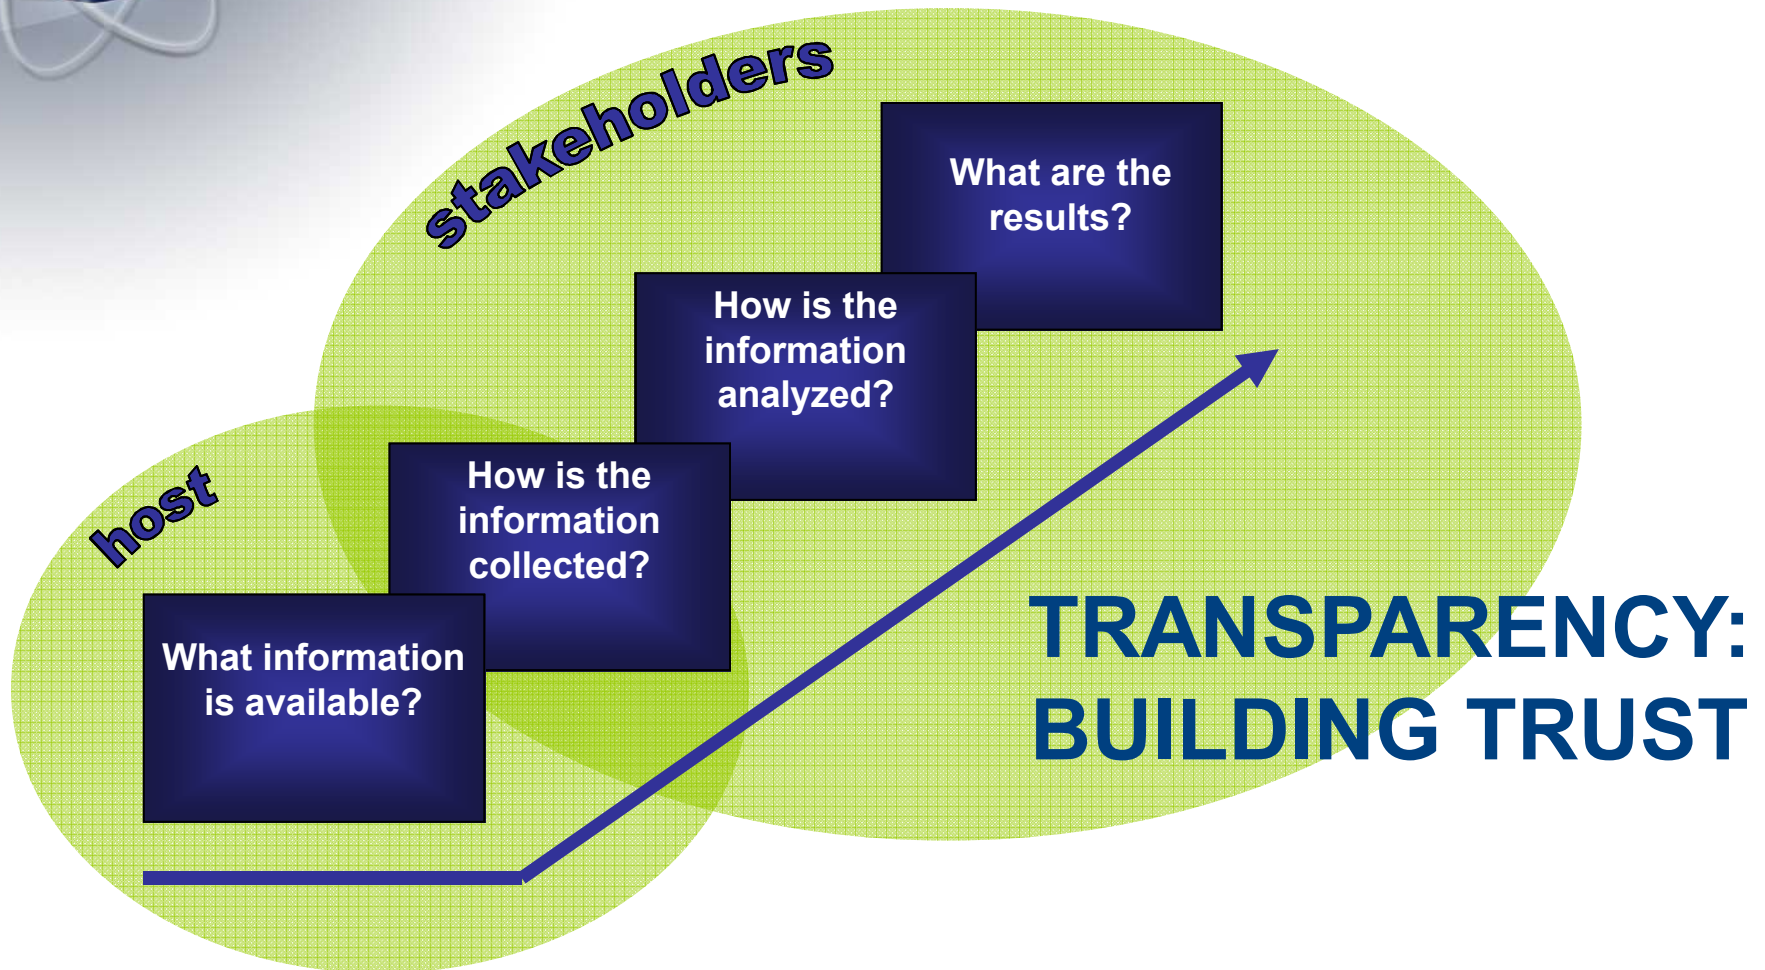 stakeholders
What are the
results?
How is the
information
analyzed?
host
How is the
information
collected?
What information
is available?
TRANSPARENCY:
BUILDING TRUST